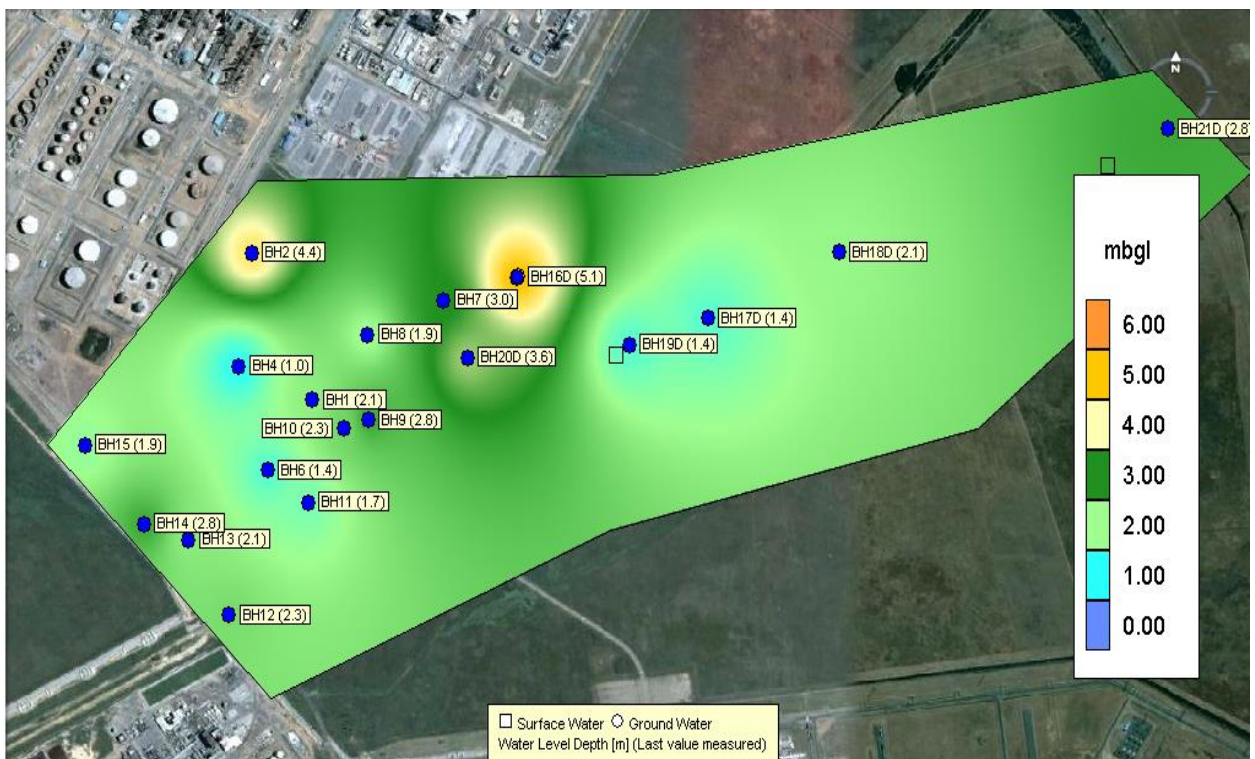 N
BH21D (2.8)
BH2 (4.4)
BH18D (2.1)
BH16D (5.1)
BH7 (3.0)
BH17D (1.4)
BH8 (1.9)
BH19D (1.4)
BH20D (3.6)
BH4 (1.0)
BH1 (2.1)
BH9 (2.8)
BH10 (2.3)
BH15 (1.9)
BH6 (1.4)
BH11 (1.7)
BH14 (2.8)
BH13 (2.1)
BH12 (2.3)
mbgl
6.00
5.00
4.00
3.00
2.00
1.00
0.00
Surface Water Ground Water
Water Level Depth [m] (Last value measured)